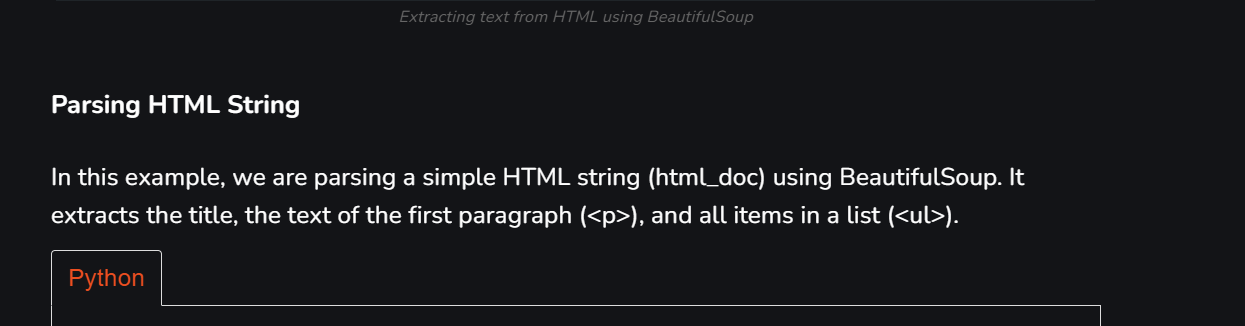 Extracting text from HTML using BeautifulSoup
Parsing HTML String
In this example, we are parsing a simple HTML string (html_doc) using BeautifulSoup. It
extracts the title, the text of the first paragraph (<p>), and all items in a list (<ul>).
Python